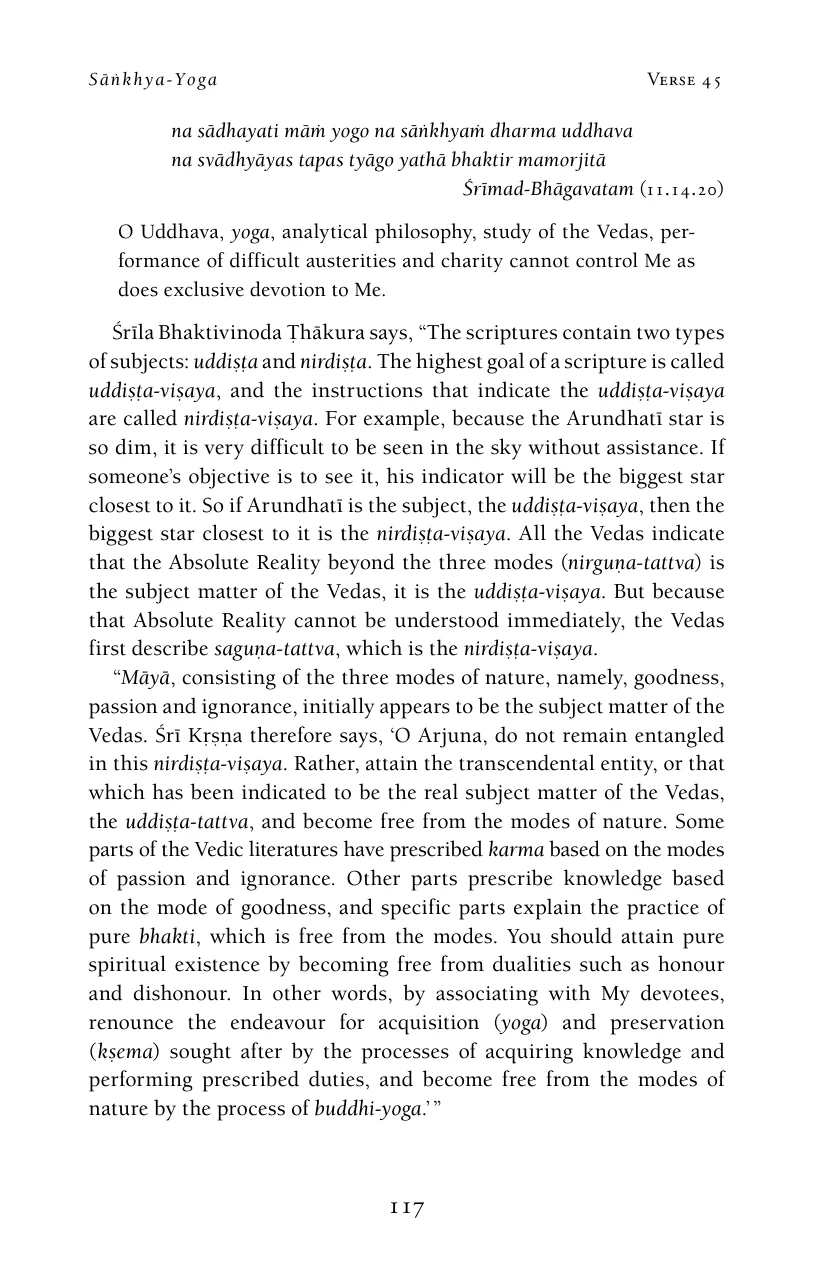 Sāṅkhya-Yoga Verse 45
na sādhayati māṁ yogo na sāṅkhyaṁ dharma uddhava
na svādhyāyas tapas tyāgo yathā bhaktir mamorjitā
Śrīmad-Bhāgavatam (11.14.20)
O Uddhava, yoga, analytical philosophy, study of the Vedas, per-
formance of difficult austerities and charity cannot control Me as
does exclusive devotion to Me.
Śrīla Bhaktivinoda Ṭhākura says, “The scriptures contain two types
of subjects: uddiṣṭa and nirdiṣṭa. The highest goal of a scripture is called
uddiṣṭa-viṣaya, and the instructions that indicate the uddiṣṭa-viṣaya
are called nirdiṣṭa-viṣaya. For example, because the Arundhatī star is
so dim, it is very difficult to be seen in the sky without assistance. If
someone’s objective is to see it, his indicator will be the biggest star
closest to it. So if Arundhatī is the subject, the uddiṣṭa-viṣaya, then the
biggest star closest to it is the nirdiṣṭa-viṣaya. All the Vedas indicate
that the Absolute Reality beyond the three modes (nirguṇa-tattva) is
the subject matter of the Vedas, it is the uddiṣṭa-viṣaya. But because
that Absolute Reality cannot be understood immediately, the Vedas
first describe saguṇa-tattva, which is the nirdiṣṭa-viṣaya.
“Māyā, consisting of the three modes of nature, namely, goodness,
passion and ignorance, initially appears to be the subject matter of the
Vedas. Śrī Kṛṣṇa therefore says, ‘O Arjuna, do not remain entangled
in this nirdiṣṭa-viṣaya. Rather, attain the transcendental entity, or that
which has been indicated to be the real subject matter of the Vedas,
the uddiṣṭa-tattva, and become free from the modes of nature. Some
parts of the Vedic literatures have prescribed karma based on the modes
of passion and ignorance. Other parts prescribe knowledge based
on the mode of goodness, and specific parts explain the practice of
pure bhakti, which is free from the modes. You should attain pure
spiritual existence by becoming free from dualities such as honour
and dishonour. In other words, by associating with My devotees,
renounce the endeavour for acquisition (yoga) and preservation
(kṣema) sought after by the processes of acquiring knowledge and
performing prescribed duties, and become free from the modes of
nature by the process of buddhi-yoga.’ ”
117